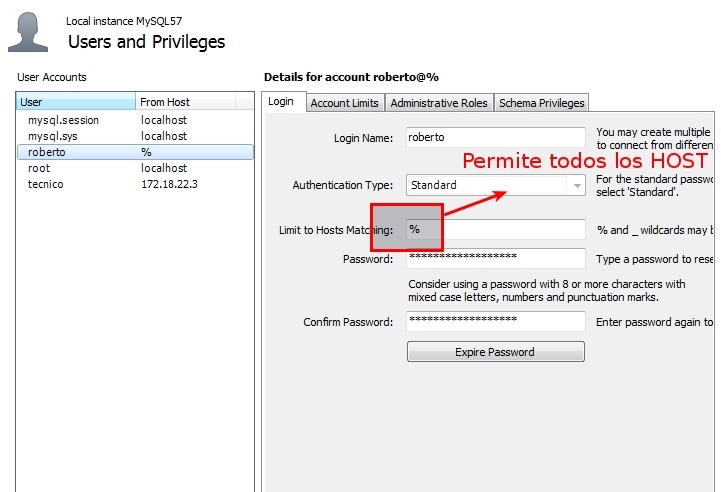 Local instance MySQL57
Users and Privileges
User Accounts
User From Host
mysql.session localhost
mysql.sys localhost
roberto %
root localhost
tecnico 172.18.22.3
Details for account roberto@%
Login Account Limits Administrative Roles Schema Privileges
Login Name: roberto You may create multiple
to connect from differen
Permite todos los HOST
Authentication Type: Standard For the standard passwo
select 'Standard'.
Limit to Hosts Matching: % % and _ wildcards may b
Password: ****************** Type a password to rese
Consider using a password with 8 or more characters with
mixed case letters, numbers and punctuation marks.
Confirm Password: ****************** Enter password again to
Expire Password